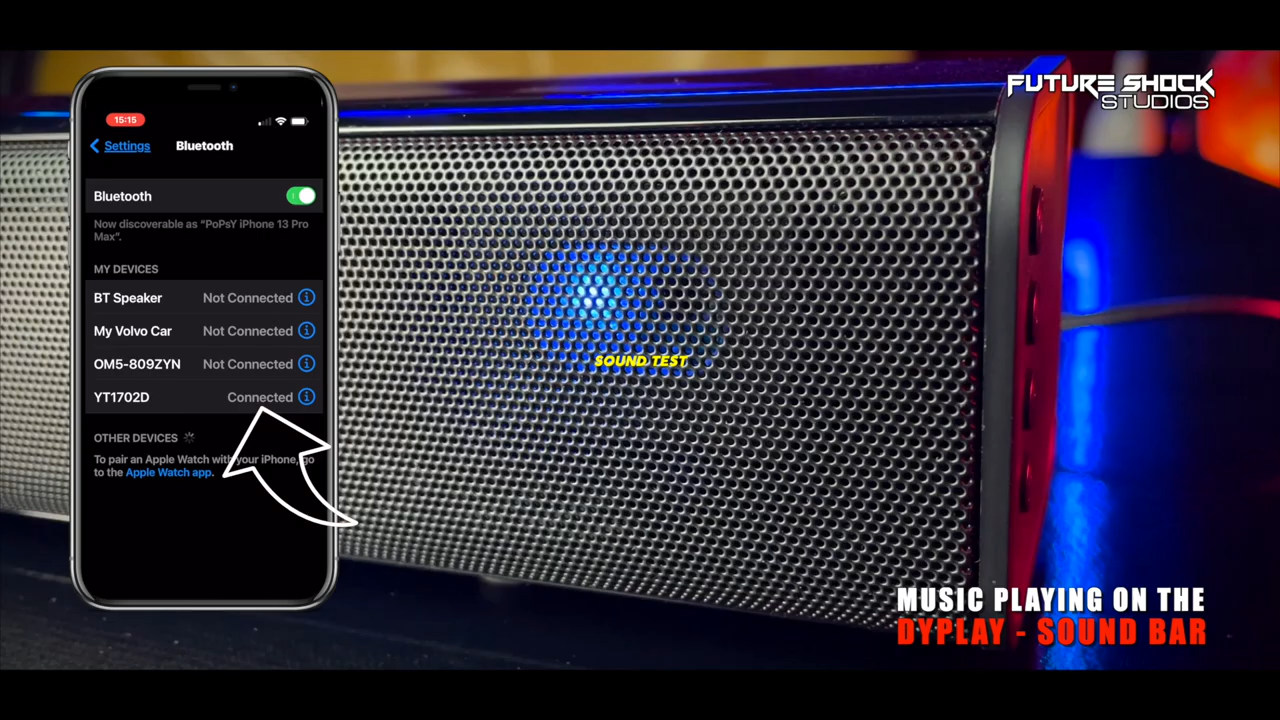 FUTURE SHOCK
STUDIOS
15:15
Settings
Bluetooth
Bluetooth
Now discoverable as “PoPsY iPhone 13 Pro
Max”.
MY DEVICES
BT Speaker Not Connected
My Volvo Car Not Connected
OM5-809ZYN Not Connected
YT1702D Connected
OTHER DEVICES
To pair an Apple Watch with your iPhone, go
to the Apple Watch app.
SOUND TEST
MUSIC PLAYING ON THE
DYPLAY - SOUND BAR